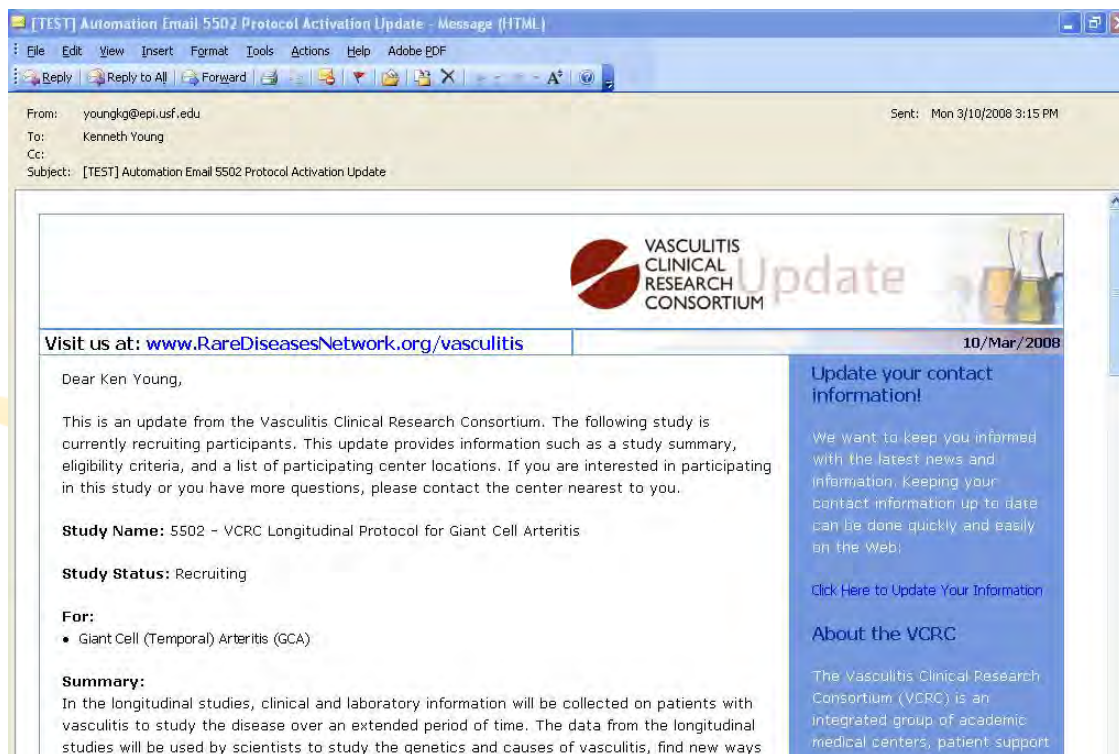 [TEST] Automation Email 5502 Protocol Activation Update - Message (HTML)
File Edit View Insert Format Tools Actions Help Adobe PDF
Reply Reply to All Forward
From: youngkg@epi.usf.edu Sent: Mon 3/10/2008 3:15 PM
To: Kenneth Young
Cc:
Subject: [TEST] Automation Email 5502 Protocol Activation Update
VASCULITIS
CLINICAL
RESEARCH
CONSORTIUM
Update
Visit us at: www.RareDiseasesNetwork.org/vasculitis
10/Mar/2008
Dear Ken Young,
This is an update from the Vasculitis Clinical Research Consortium. The following study is
currently recruiting participants. This update provides information such as a study summary,
eligibility criteria, and a list of participating center locations. If you are interested in participating
in this study or you have more questions, please contact the center nearest to you.
Study Name: 5502 - VCRC Longitudinal Protocol for Giant Cell Arteritis
Study Status: Recruiting
For:
• Giant Cell (Temporal) Arteritis (GCA)
Summary:
In the longitudinal studies, clinical and laboratory information will be collected on patients with
vasculitis to study the disease over an extended period of time. The data from the longitudinal
studies will be used by scientists to study the genetics and causes of vasculitis, find new ways
Update your contact
information!
We want to keep you informed
with the latest news and
information. Keeping your
contact information up to date
can be done quickly and easily
on the Web:
Click Here to Update Your Information
About the VCRC
The Vasculitis Clinical Research
Consortium (VCRC) is an
integrated group of academic
medical centers, patient support